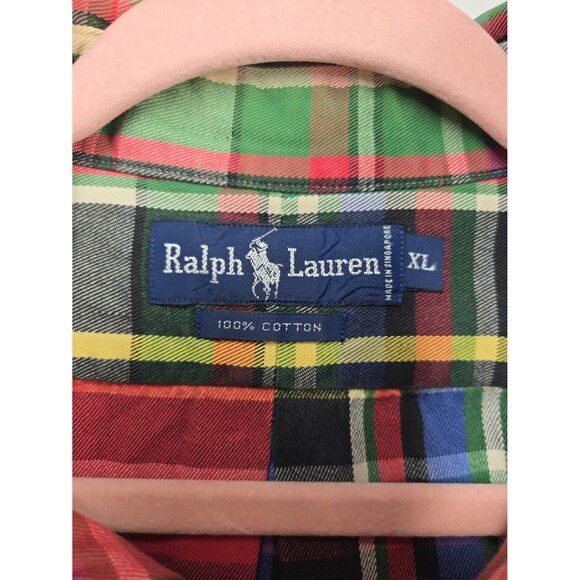 Ralph Lauren
MADE IN SINGAPORE
XL
100% COTTON